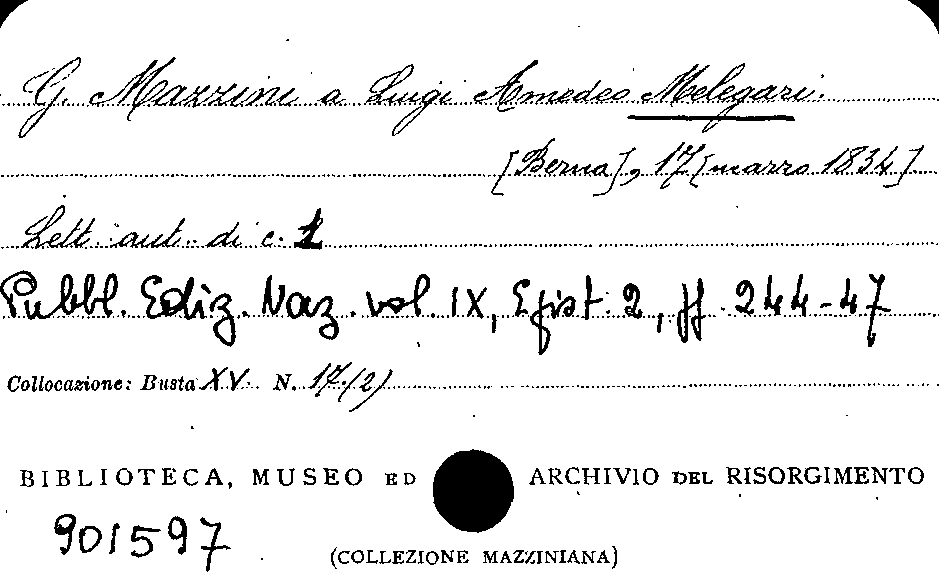 G. Mazzini a Luigi Amedeo Melegari.
[Berna], 17 [marzo 1834]
Lett. aut. di c. 1
Pubbl. Ediz. Naz. vol. IX, Epist. 2, pp. 244-47
Collocazione: Busta XV. N. 17.(2)
BIBLIOTECA, MUSEO ED ARCHIVIO DEL RISORGIMENTO
901597
(COLLEZIONE MAZZINIANA)